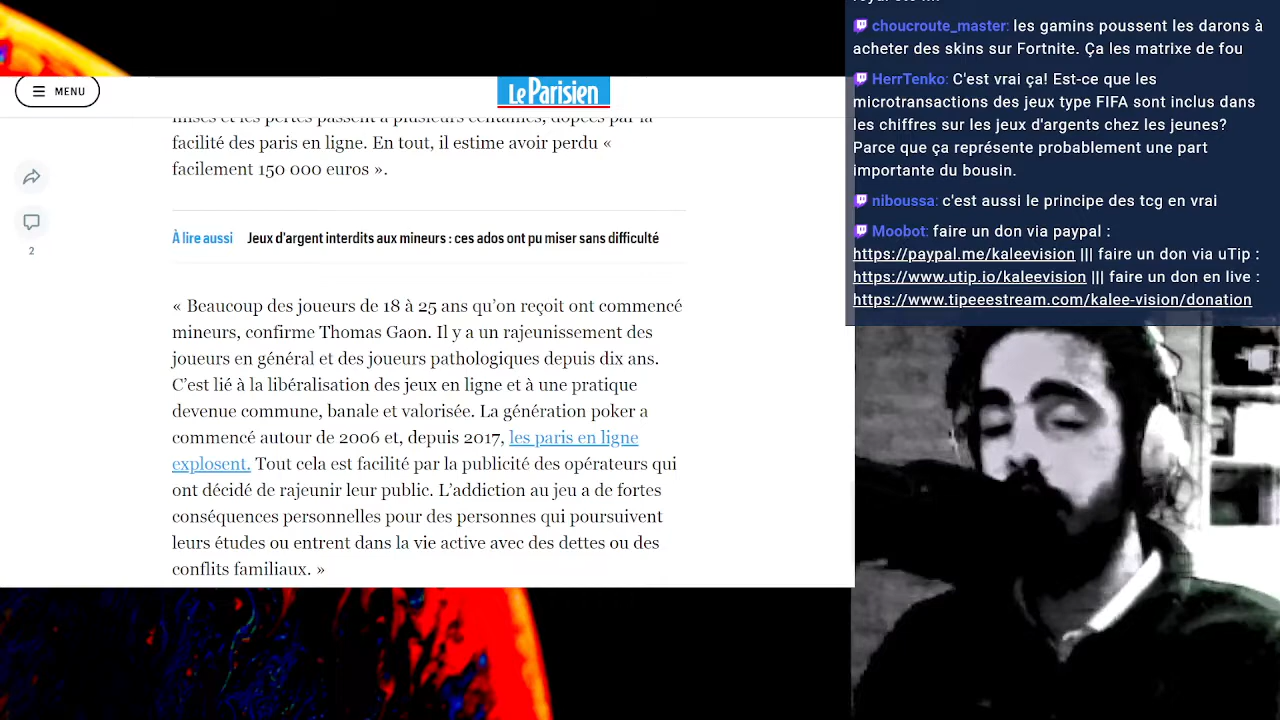 MENU
Le Parisien
mises et les pertes passent à plusieurs centaines, dopées par la
facilité des paris en ligne. En tout, il estime avoir perdu «
facilement 150 000 euros ».
À lire aussi Jeux d'argent interdits aux mineurs : ces ados ont pu miser sans difficulté
2
« Beaucoup des joueurs de 18 à 25 ans qu'on reçoit ont commencé
mineurs, confirme Thomas Gaon. Il y a un rajeunissement des
joueurs en général et des joueurs pathologiques depuis dix ans.
C'est lié à la libéralisation des jeux en ligne et à une pratique
devenue commune, banale et valorisée. La génération poker a
commencé autour de 2006 et, depuis 2017, les paris en ligne
explosent. Tout cela est facilité par la publicité des opérateurs qui
ont décidé de rajeunir leur public. L'addiction au jeu a de fortes
conséquences personnelles pour des personnes qui poursuivent
leurs études ou entrent dans la vie active avec des dettes ou des
conflits familiaux. »
choucroute_master: les gamins poussent les darons à
acheter des skins sur Fortnite. Ça les matrixe de fou
HerrTenko: C'est vrai ça! Est-ce que les
microtransactions des jeux type FIFA sont inclus dans
les chiffres sur les jeux d'argents chez les jeunes?
Parce que ça représente probablement une part
importante du bousin.
niboussa: c'est aussi le principe des tcg en vrai
Moobot: faire un don via paypal :
https://paypal.me/kaleevision ||| faire un don via uTip :
https://www.utip.io/kaleevision ||| faire un don en live :
https://www.tipeeestream.com/kalee-vision/donation